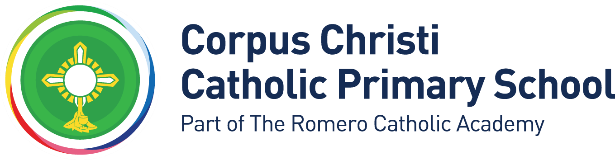 Corpus Christi
Catholic Primary School
Part of The Romero Catholic Academy